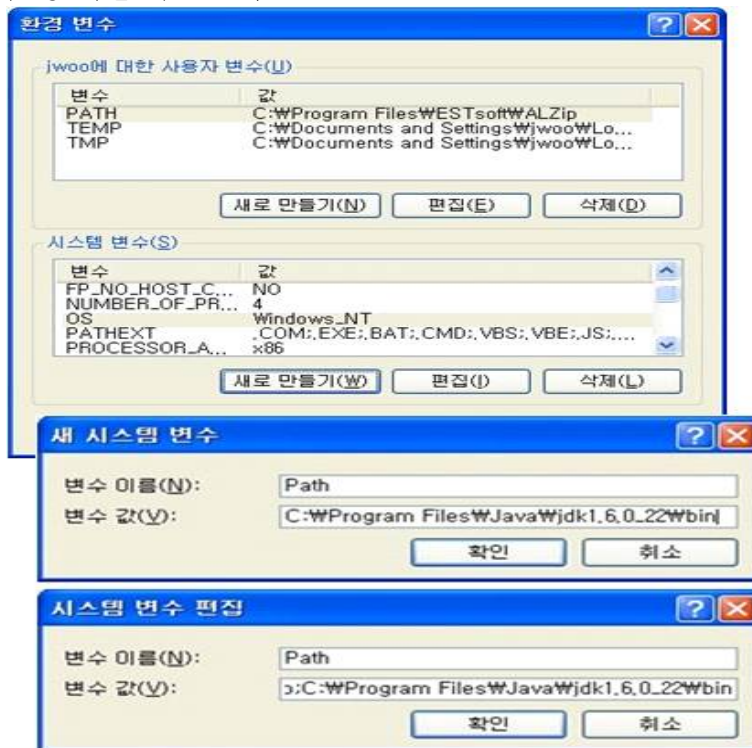 환경 변수
jwoo에 대한 사용자 변수(U)
변수 값
PATH C:₩Program Files₩ESTsoft₩ALZip
TEMP C:₩Documents and Settings₩jwoo₩Lo...
TMP C:₩Documents and Settings₩jwoo₩Lo...
새로 만들기(N) 편집(E) 삭제(D)
시스템 변수(S)
변수 값
FP_NO_HOST_C... NO
NUMBER_OF_PR... 4
OS Windows_NT
PATHEXT .COM;.EXE;.BAT;.CMD;.VBS;.VBE;.JS;....
PROCESSOR_A... x86
새로 만들기(W) 편집(I) 삭제(L)
새 시스템 변수
변수 이름(N): Path
변수 값(V): C:₩Program Files₩Java₩jdk1.6.0_22₩bin
확인 취소
시스템 변수 편집
변수 이름(N): Path
변수 값(V): ;C:₩Program Files₩Java₩jdk1.6.0_22₩bin
확인 취소